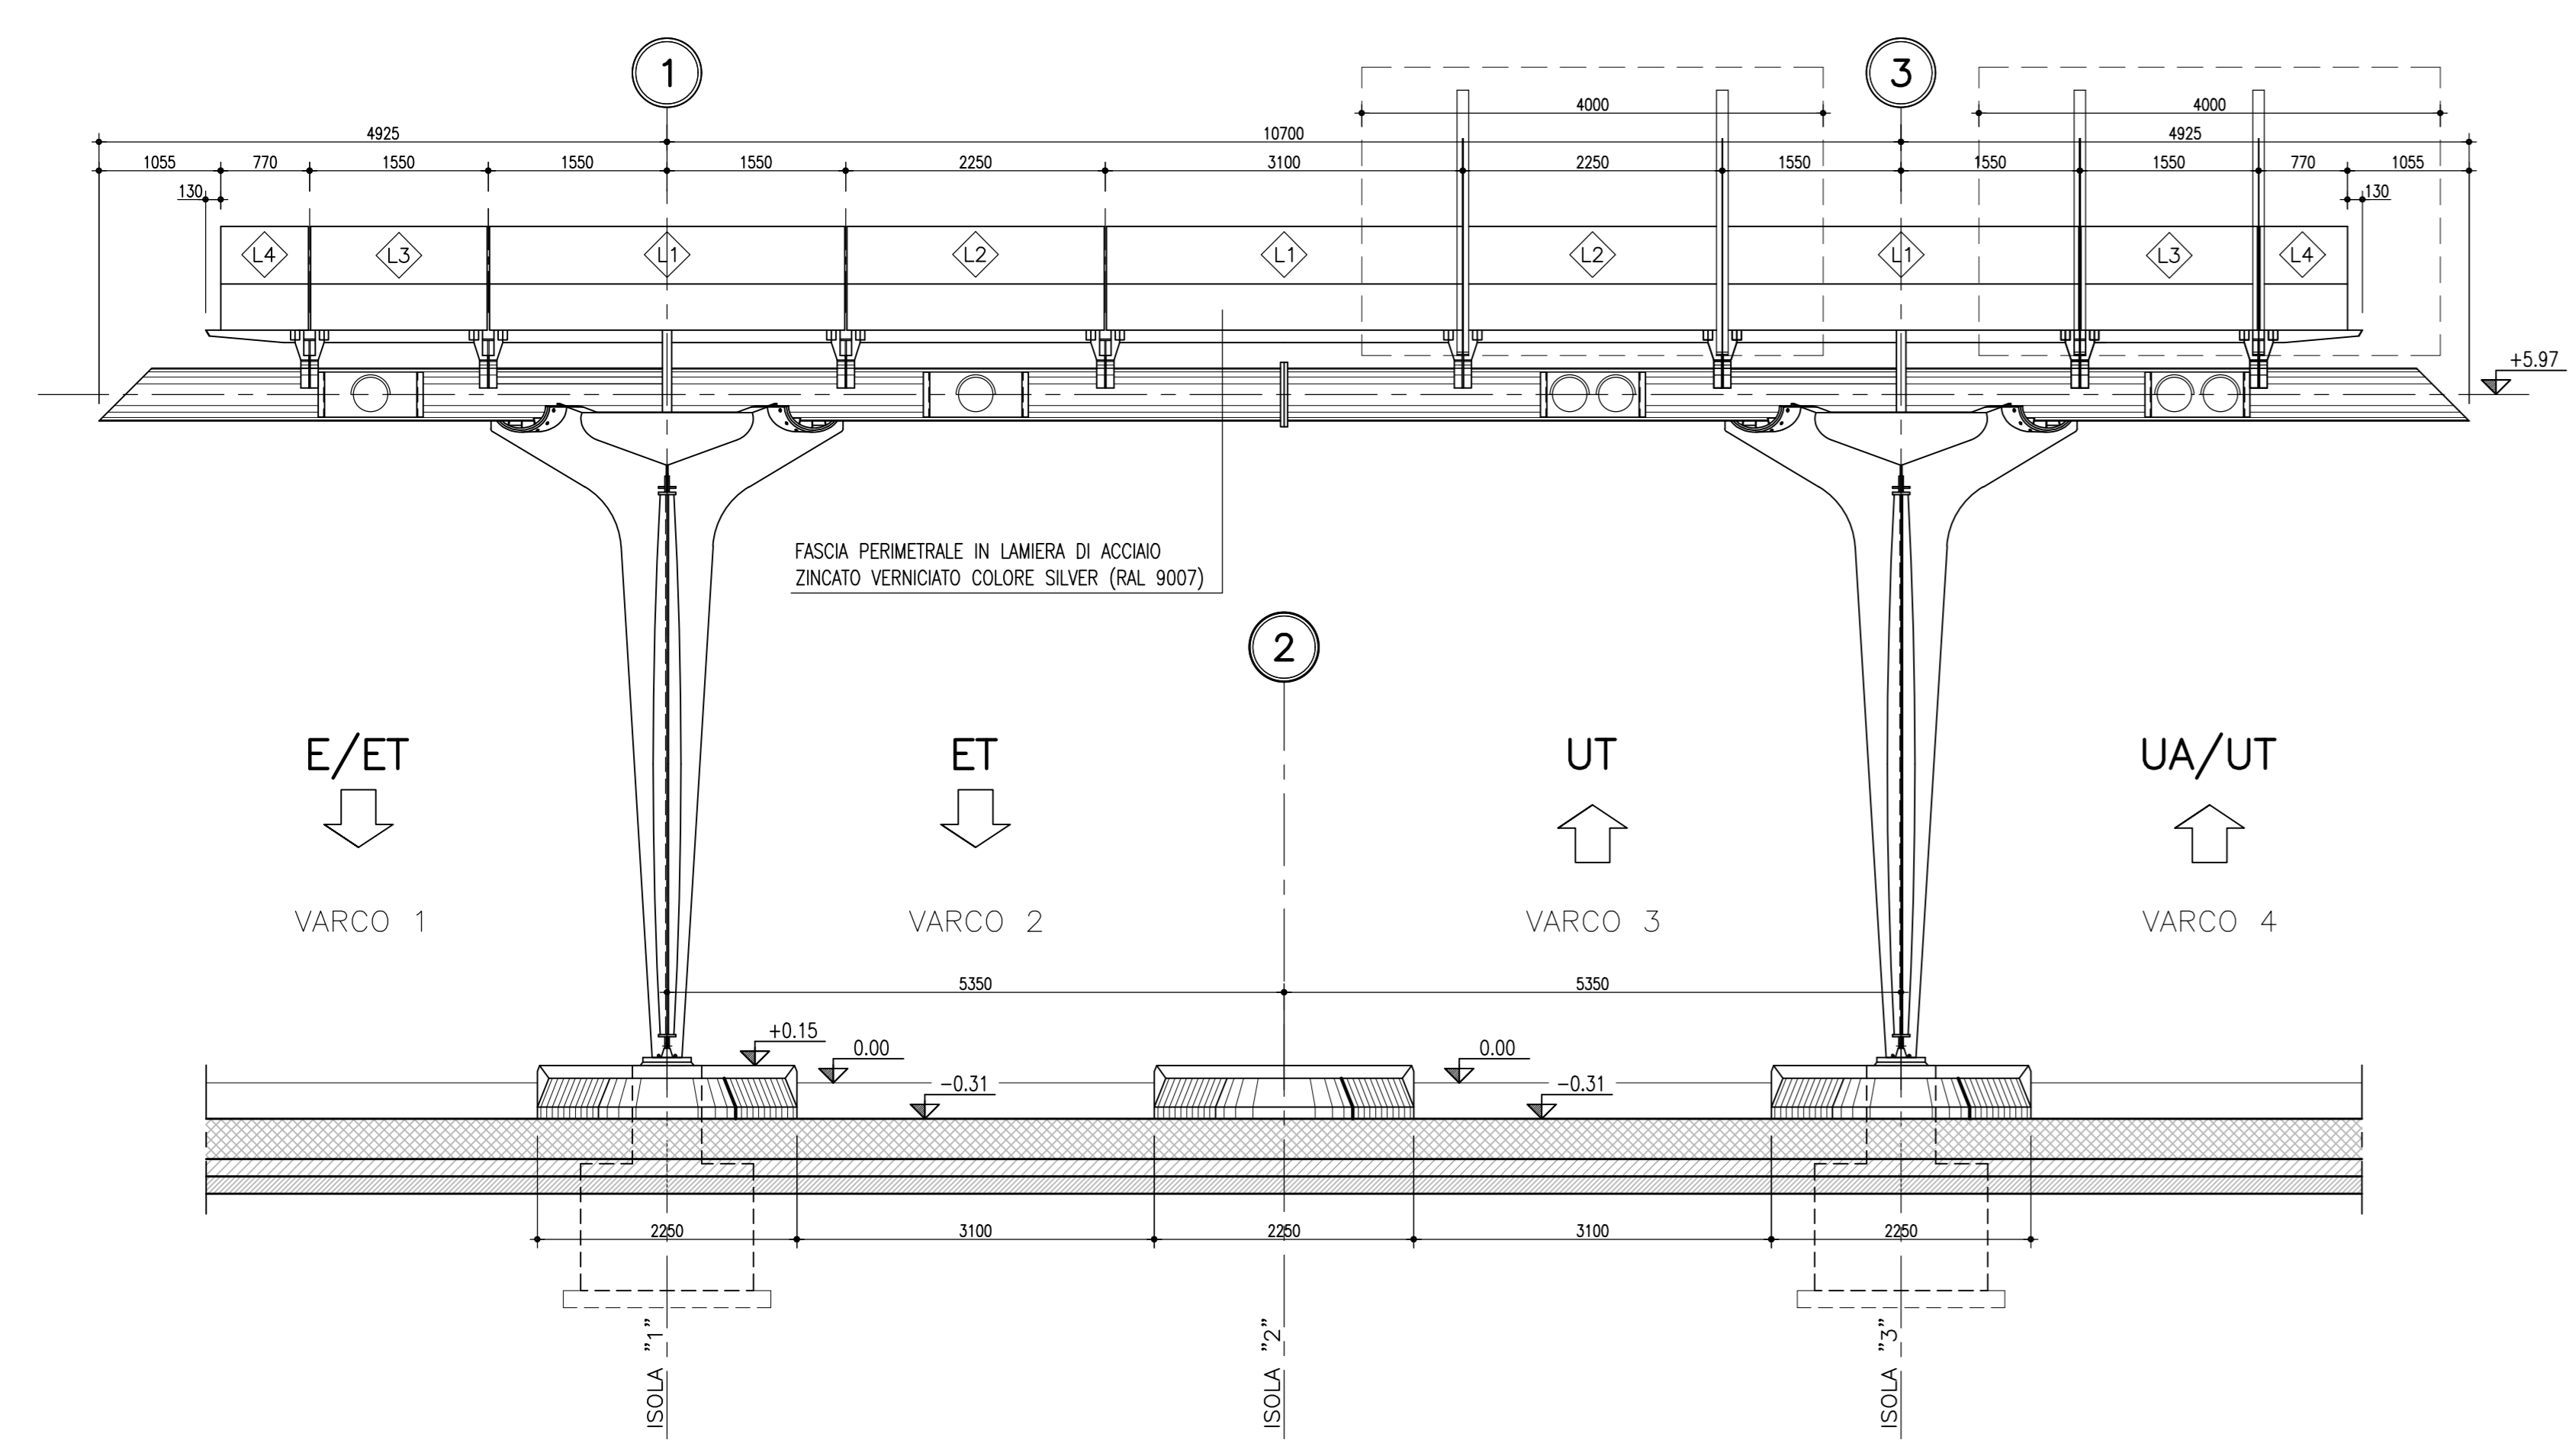 1
3
4000
4000
4925
10700
4925
1055
770
1550
1550
1550
2250
3100
2250
1550
1550
1550
770
1055
130
130
L4
L3
L1
L2
L1
L2
L1
L3
L4
+5.97
FASCIA PERIMETRALE IN LAMIERA DI ACCIAIO
ZINCATO VERNICIATO COLORE SILVER (RAL 9007)
2
E/ET
ET
UT
UA/UT
VARCO 1
VARCO 2
VARCO 3
VARCO 4
5350
5350
+0.15
0.00
0.00
-0.31
-0.31
2250
3100
2250
3100
2250
ISOLA "1"
ISOLA "2"
ISOLA "3"